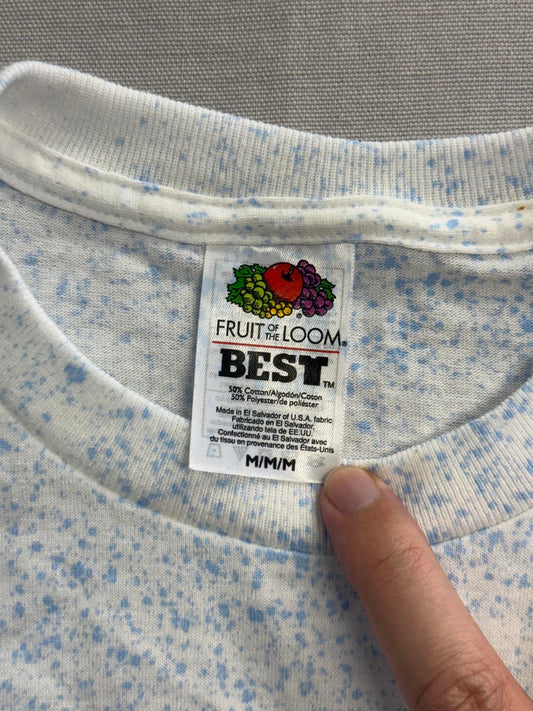 FRUIT OF THE LOOM®
BEST™
50% Cotton/Algodón/Coton
50% Polyester/de poliéster
Made in El Salvador of U.S.A. fabric
Fabricado en El Salvador
utilizando tela de EE.UU
Confectionné au El Salvador avec
du tissu en provenance des États-Unis
M/M/M